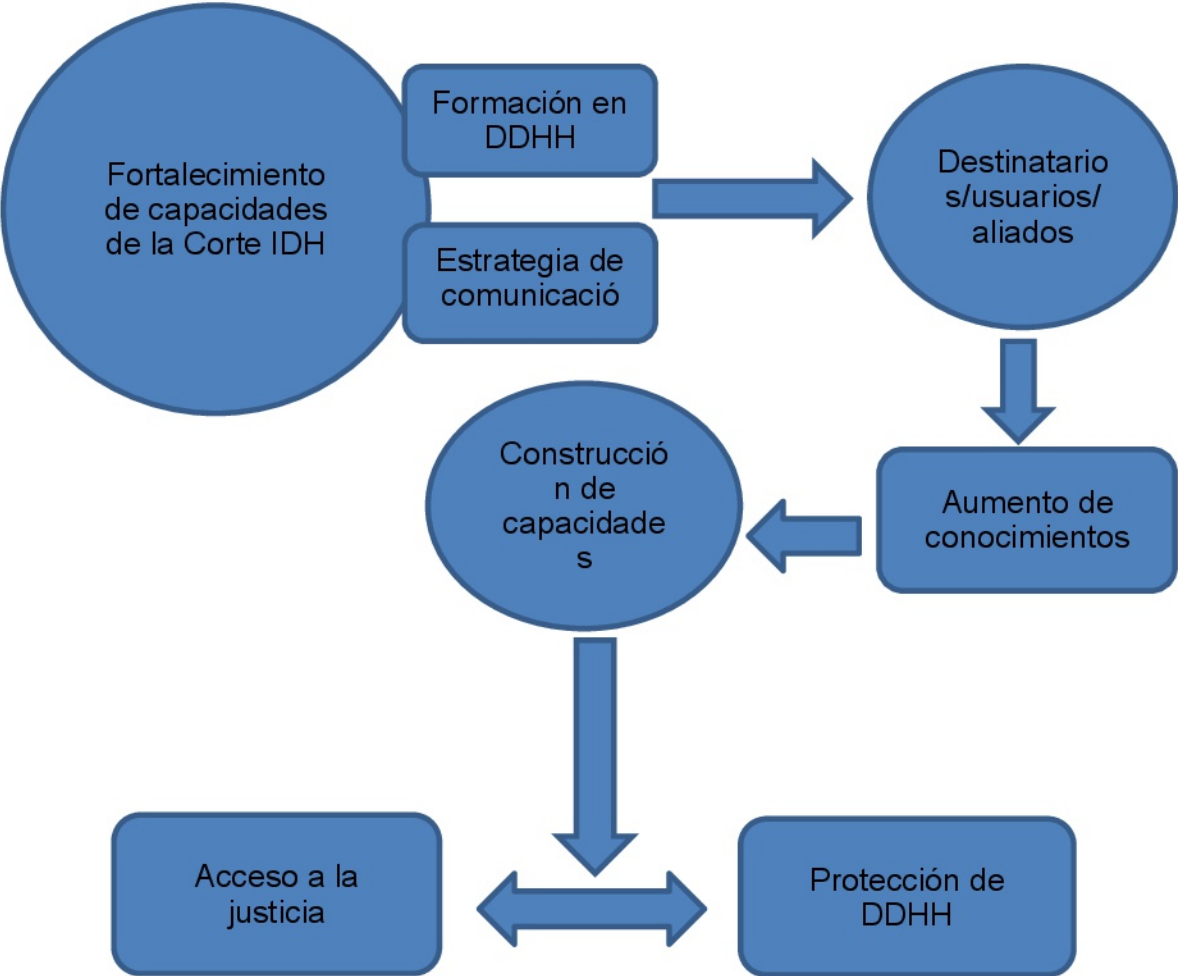 Fortalecimiento
de capacidades
de la Corte IDH
Formación en
DDHH
Estrategia de
comunicació
Destinatario
s/usuarios/
aliados
Aumento de
conocimientos
Construcció
n de
capacidade
s
Acceso a la
justicia
Protección de
DDHH